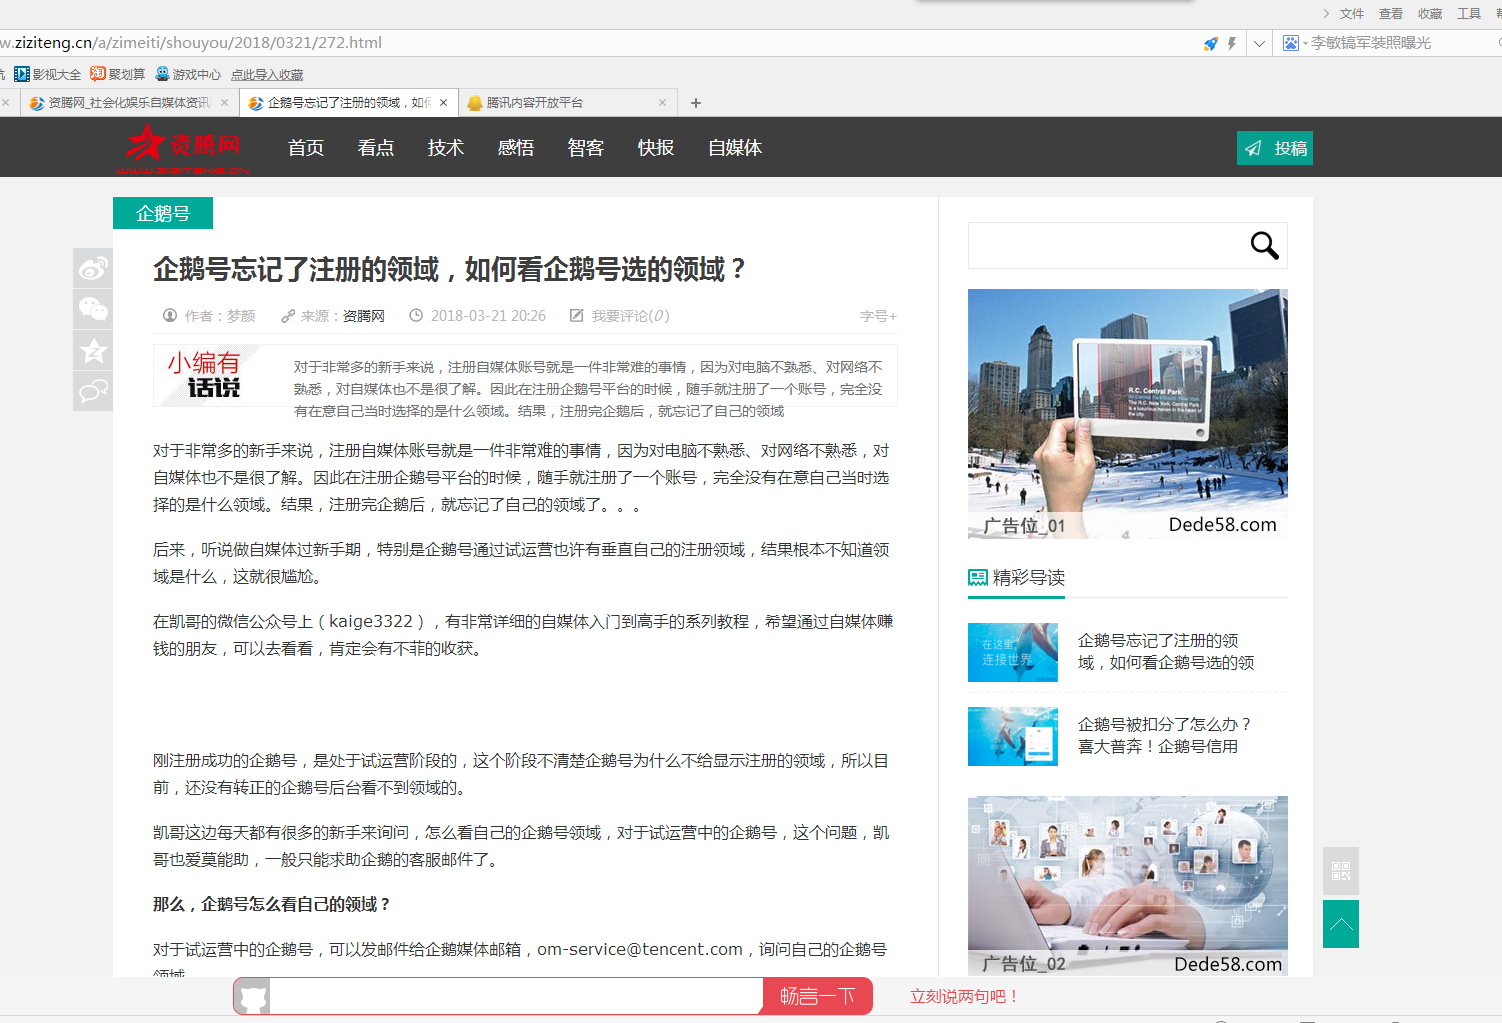 文件 查看 收藏 工具
w.ziziteng.cn/a/zimeiti/shouyou/2018/0321/272.html
李敏镐军装照曝光
影视大全 聚划算 游戏中心 点此导入收藏
资腾网_社会化娱乐自媒体资讯
企鹅号忘记了注册的领域，如何
腾讯内容开放平台
资腾网
首页 看点 技术 感悟 智客 快报 自媒体
投稿
企鹅号
企鹅号忘记了注册的领域，如何看企鹅号选的领域？
作者：梦颜 来源：资腾网 2018-03-21 20:26 我要评论(0) 字号+
小编有
话说
对于非常多的新手来说，注册自媒体账号就是一件非常难的事情，因为对电脑不熟悉、对网络不
熟悉，对自媒体也不是很了解。因此在注册企鹅号平台的时候，随手就注册了一个账号，完全没
有在意自己当时选择的是什么领域。结果，注册完企鹅后，就忘记了自己的领域
对于非常多的新手来说，注册自媒体账号就是一件非常难的事情，因为对电脑不熟悉、对网络不熟悉，对
自媒体也不是很了解。因此在注册企鹅号平台的时候，随手就注册了一个账号，完全没有在意自己当时选
择的是什么领域。结果，注册完企鹅后，就忘记了自己的领域了。。。
后来，听说做自媒体过新手期，特别是企鹅号通过试运营也许有垂直自己的注册领域，结果根本不知道领
域是什么，这就很尴尬。
在凯哥的微信公众号上（kaige3322），有非常详细的自媒体入门到高手的系列教程，希望通过自媒体赚
钱的朋友，可以去看看，肯定会有不菲的收获。
刚注册成功的企鹅号，是处于试运营阶段的，这个阶段不清楚企鹅号为什么不给显示注册的领域，所以目
前，还没有转正的企鹅号后台看不到领域的。
凯哥这边每天都有很多的新手来询问，怎么看自己的企鹅号领域，对于试运营中的企鹅号，这个问题，凯
哥也爱莫能助，一般只能求助企鹅的客服邮件了。
那么，企鹅号怎么看自己的领域？
对于试运营中的企鹅号，可以发邮件给企鹅媒体邮箱，om-service@tencent.com，询问自己的企鹅号
领域
R.C. Central Park
广告位_01
Dede58.com
精彩导读
在这里，
连接世界
企鹅号忘记了注册的领
域，如何看企鹅号选的领
企鹅号被扣分了怎么办？
喜大普奔！企鹅号信用
广告位_02
Dede58.com
畅言一下
立刻说两句吧！